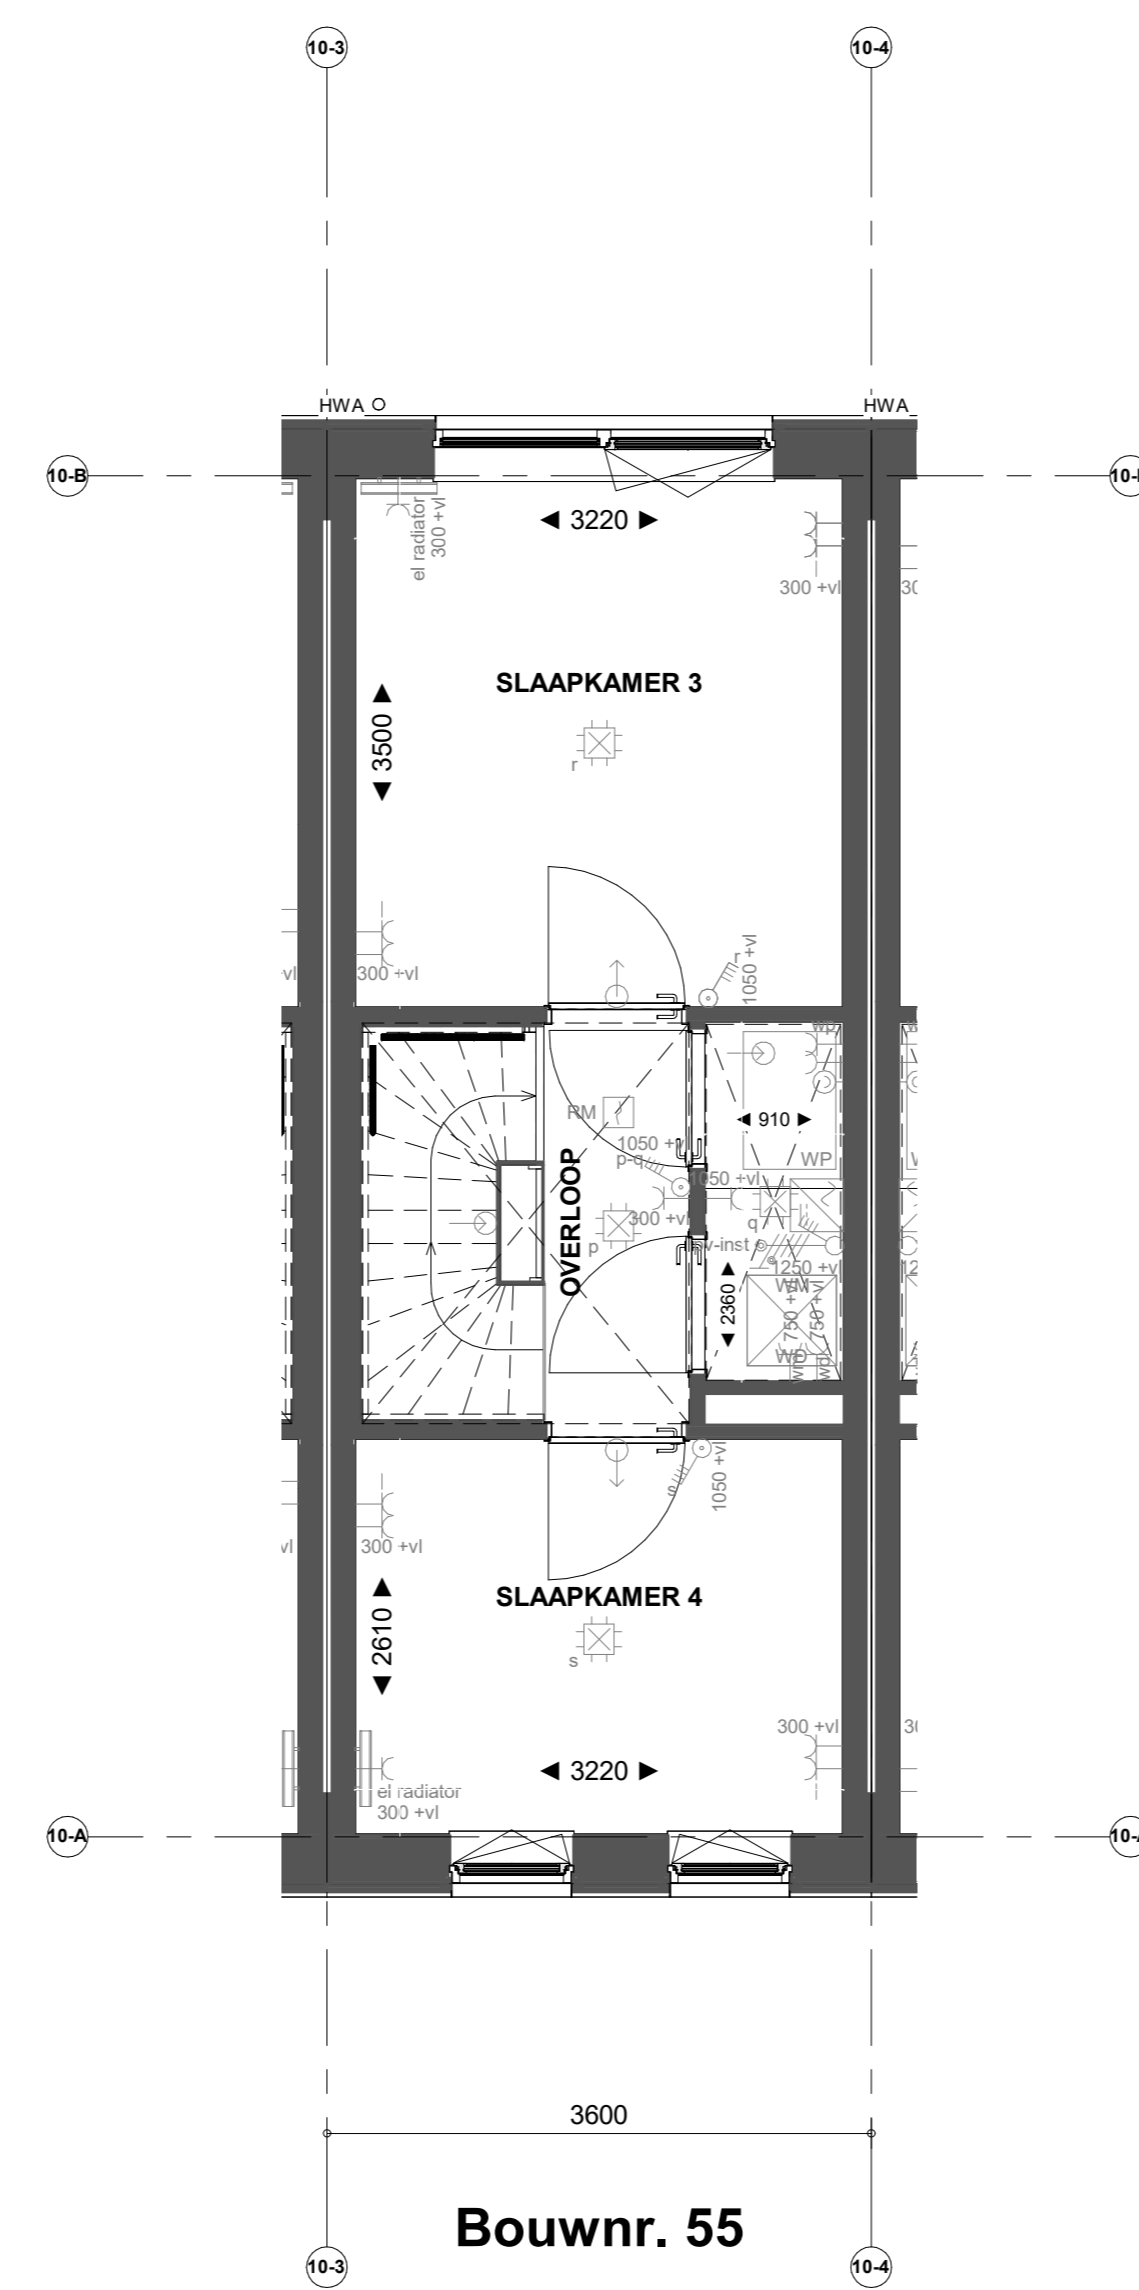 10-3 10-4
HWA HWA
10-B
el radiator
300 +vl
3220
300 +vl
SLAAPKAMER 3
3500
r
300 +vl
r
1050 +vl
RM
910
WP
1050 +vl
p-q
1050 +vl
OVERLOOP
300 +vl
q
p
pv-inst
1250 +vl
2360
WM
750 +vl
750 +vl
s
1050 +vl
300 +vl
SLAAPKAMER 4
2610
s
300 +vl
3220
el radiator
300 +vl
10-A
3600
Bouwnr. 55
10-3 10-4